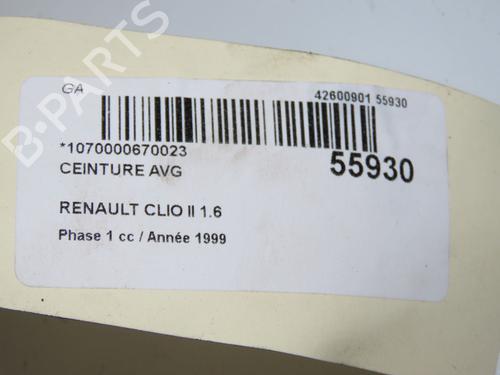 B-PARTS
GA
42600901 55930
*1070000670023
55930
CEINTURE AVG
RENAULT CLIO II 1.6
Phase 1 cc / Année 1999